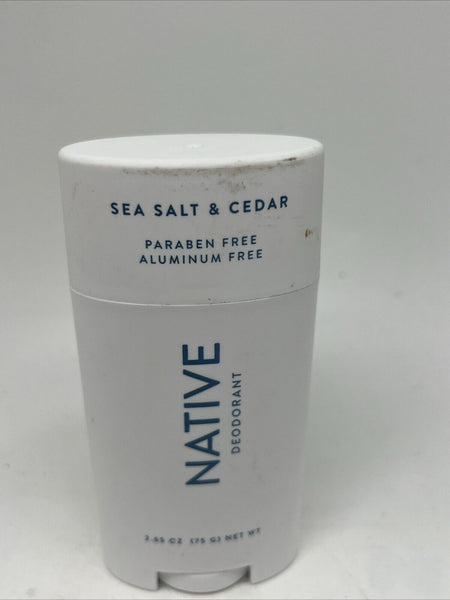 SEA SALT & CEDAR
PARABEN FREE
ALUMINUM FREE
NATIVE
DEODORANT
2.65 OZ (75 G) NET WT